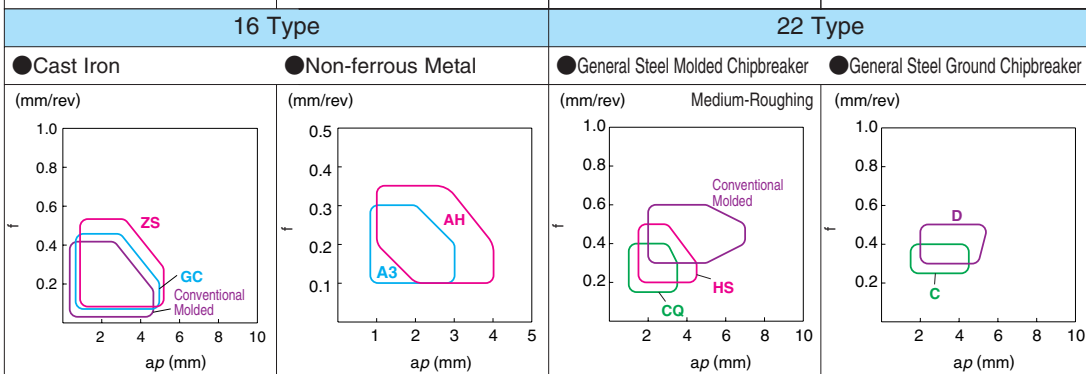 16 Type
22 Type
●Cast Iron
●Non-ferrous Metal
●General Steel Molded Chipbreaker
●General Steel Ground Chipbreaker
(mm/rev)
1.0
0.8
0.6
0.4
0.2
f
ZS
GC
Conventional
Molded
2 4 6 8 10
ap (mm)
(mm/rev)
0.5
0.4
0.3
0.2
0.1
f
AH
A3
1 2 3 4 5
ap (mm)
(mm/rev)
Medium-Roughing
1.0
0.8
0.6
0.4
0.2
f
Conventional
Molded
HS
CQ
2 4 6 8 10
ap (mm)
(mm/rev)
1.0
0.8
0.6
0.4
0.2
f
D
C
2 4 6 8 10
ap (mm)